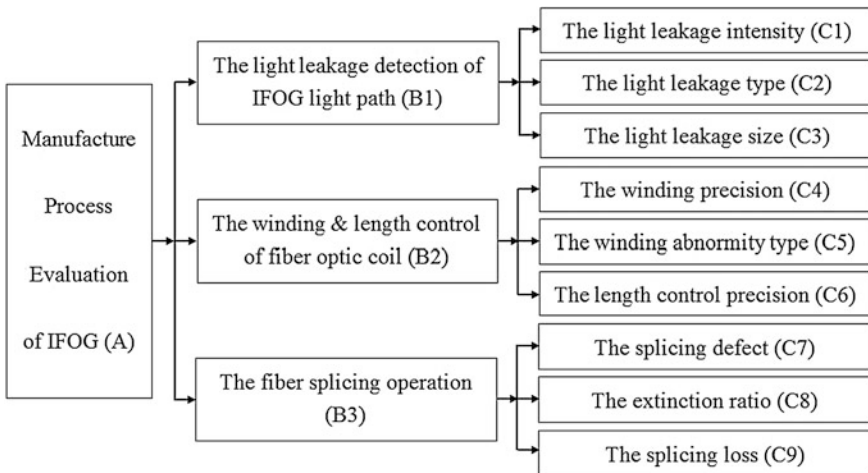 Manufacture
Process
Evaluation
of IFOG (A)
The light leakage detection of
IFOG light path (B1)
The light leakage intensity (C1)
The light leakage type (C2)
The light leakage size (C3)
The winding & length control
of fiber optic coil (B2)
The winding precision (C4)
The winding abnormity type (C5)
The length control precision (C6)
The fiber splicing operation
(B3)
The splicing defect (C7)
The extinction ratio (C8)
The splicing loss (C9)